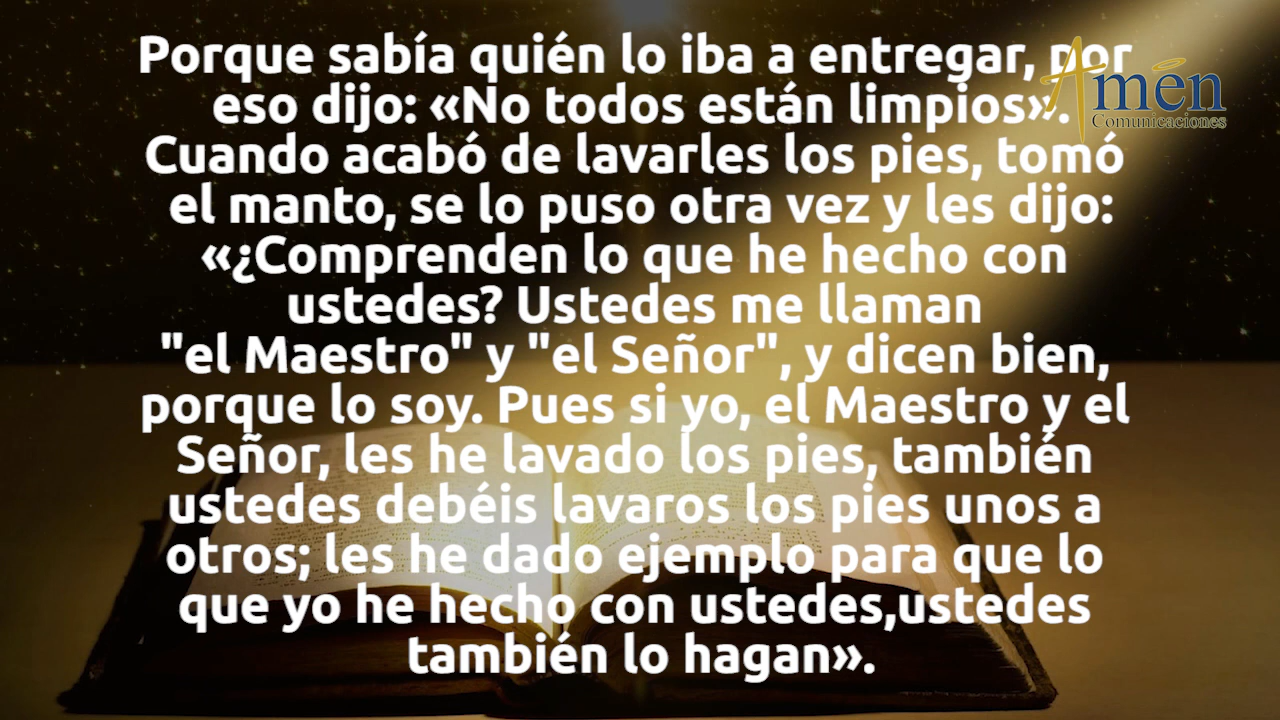 Porque sabía quién lo iba a entregar, por
eso dijo: «No todos están limpios».
Cuando acabó de lavarles los pies, tomó
el manto, se lo puso otra vez y les dijo:
«¿Comprenden lo que he hecho con
ustedes? Ustedes me llaman
"el Maestro" y "el Señor", y dicen bien,
porque lo soy. Pues si yo, el Maestro y el
Señor, les he lavado los pies, también
ustedes debéis lavaros los pies unos a
otros; les he dado ejemplo para que lo
que yo he hecho con ustedes,ustedes
también lo hagan».
Amén
Comunicaciones